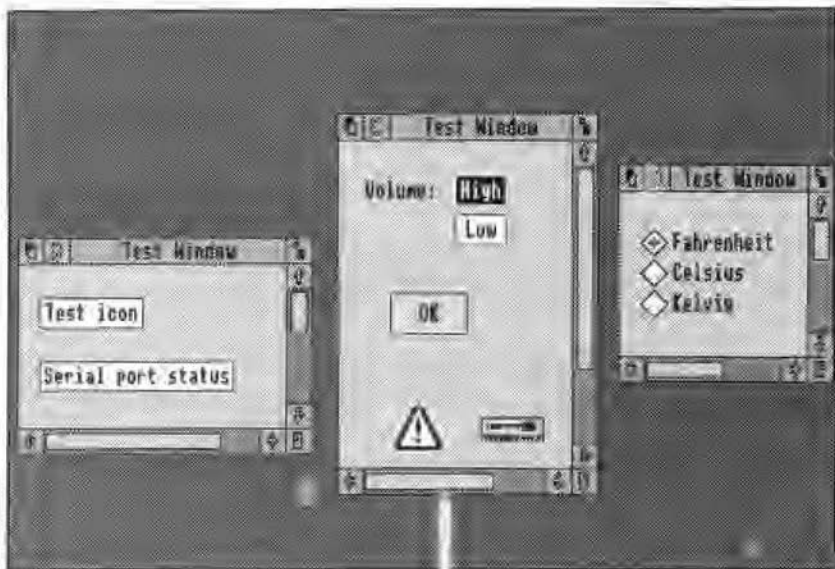 Test Window
Test icon
Serial port status
Test Window
Volume: High
Low
OK
Test Window
Fahrenheit
Celsius
Kelvin